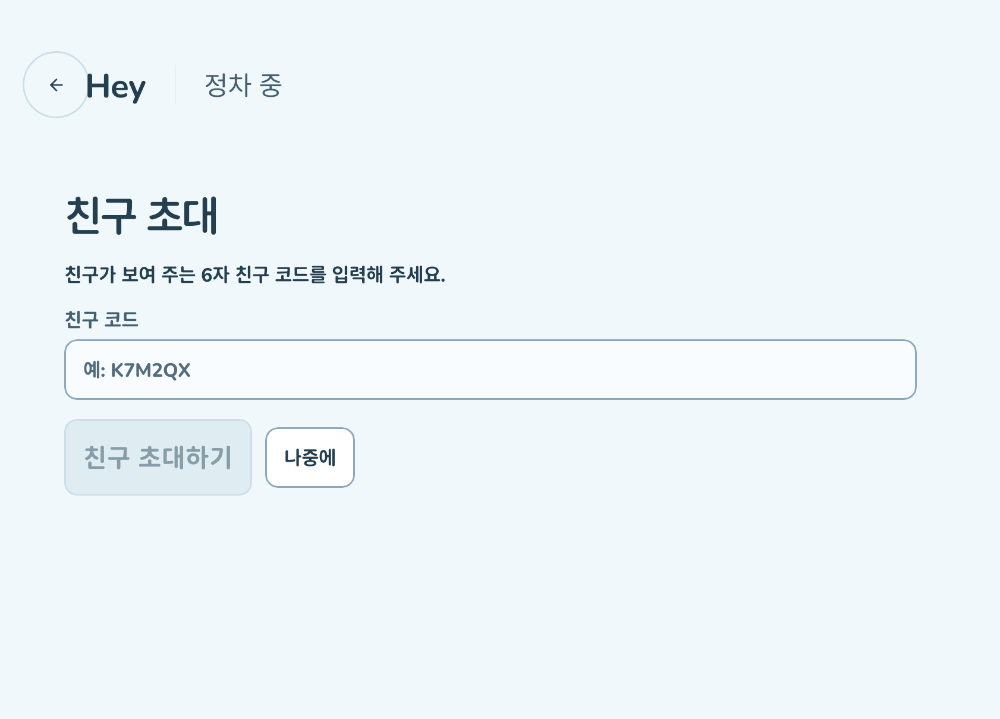 Hey 정차 중
친구 초대
친구가 보여 주는 6자 친구 코드를 입력해 주세요.
친구 코드
예: K7M2QX
친구 초대하기 나중에